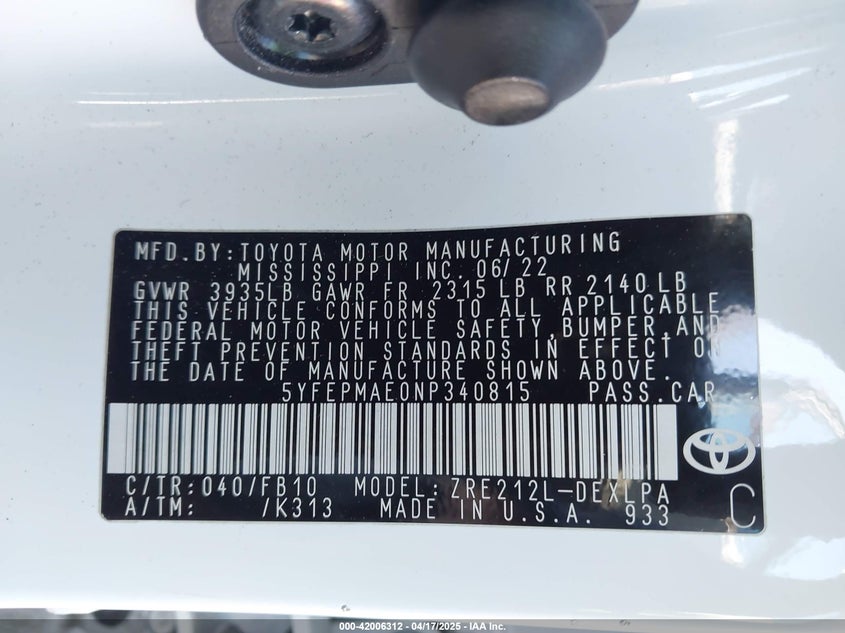 MFD.BY:TOYOTA MOTOR MANUFACTURING
MISSISSIPPI INC. 06/22
GVWR 3935LB GAWR FR 2315 LB RR 2140 LB
THIS VEHICLE CONFORMS TO ALL APPLICABLE
FEDERAL MOTOR VEHICLE SAFETY, BUMPER, AND
THEFT PREVENTION STANDARDS IN EFFECT ON
THE DATE OF MANUFACTURE SHOWN ABOVE.
5YFEPMAE0NP340815 PASS.CAR
C/TR:040/FB10 MODEL:ZRE212L-DEXLPA
A/TM: /K313 MADE IN U.S.A. 933 C
000-42006312 - 04/17/2025 - IAA Inc.